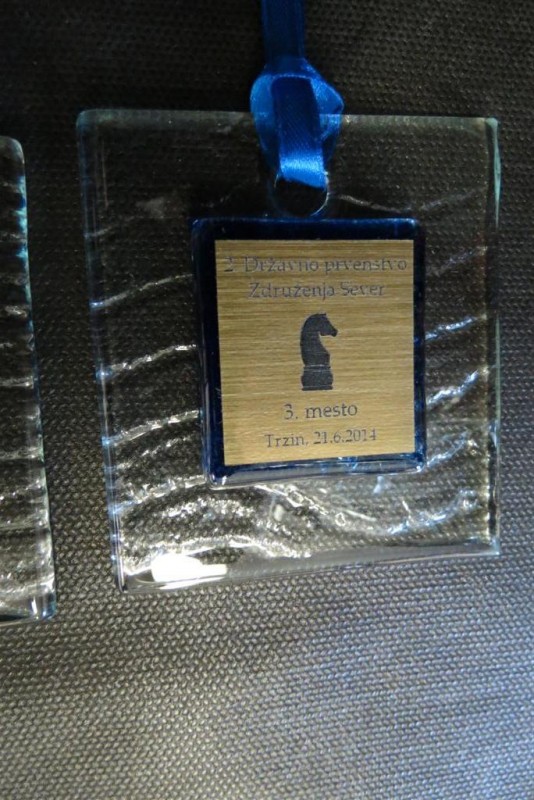 2. Državno prvenstvo
Združenja Sever
3. mesto
Trzin, 21.6.2014